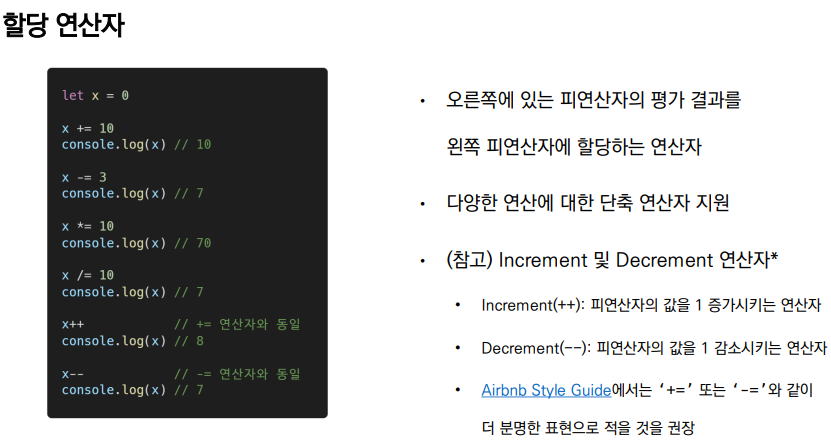 할당 연산자
let x = 0
x += 10
console.log(x) // 10
x -= 3
console.log(x) // 7
x *= 10
console.log(x) // 70
x /= 10
console.log(x) // 7
x++ // += 연산자와 동일
console.log(x) // 8
x-- // -= 연산자와 동일
console.log(x) // 7
• 오른쪽에 있는 피연산자의 평가 결과를
왼쪽 피연산자에 할당하는 연산자
• 다양한 연산에 대한 단축 연산자 지원
• (참고) Increment 및 Decrement 연산자*
• Increment(++): 피연산자의 값을 1 증가시키는 연산자
• Decrement(--): 피연산자의 값을 1 감소시키는 연산자
• Airbnb Style Guide에서는 ‘+=’ 또는 ‘-=’와 같이
더 분명한 표현으로 적을 것을 권장